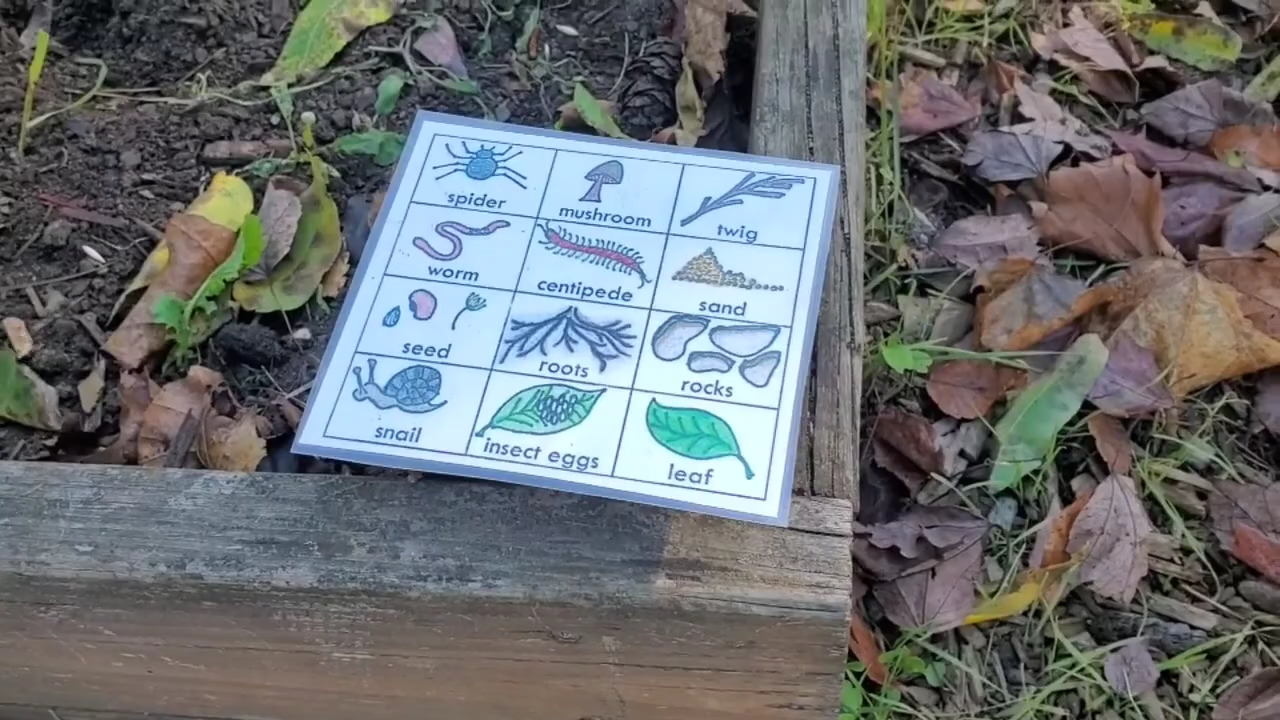 spider
mushroom
twig
worm
centipede
sand
seed
roots
rocks
snail
insect eggs
leaf